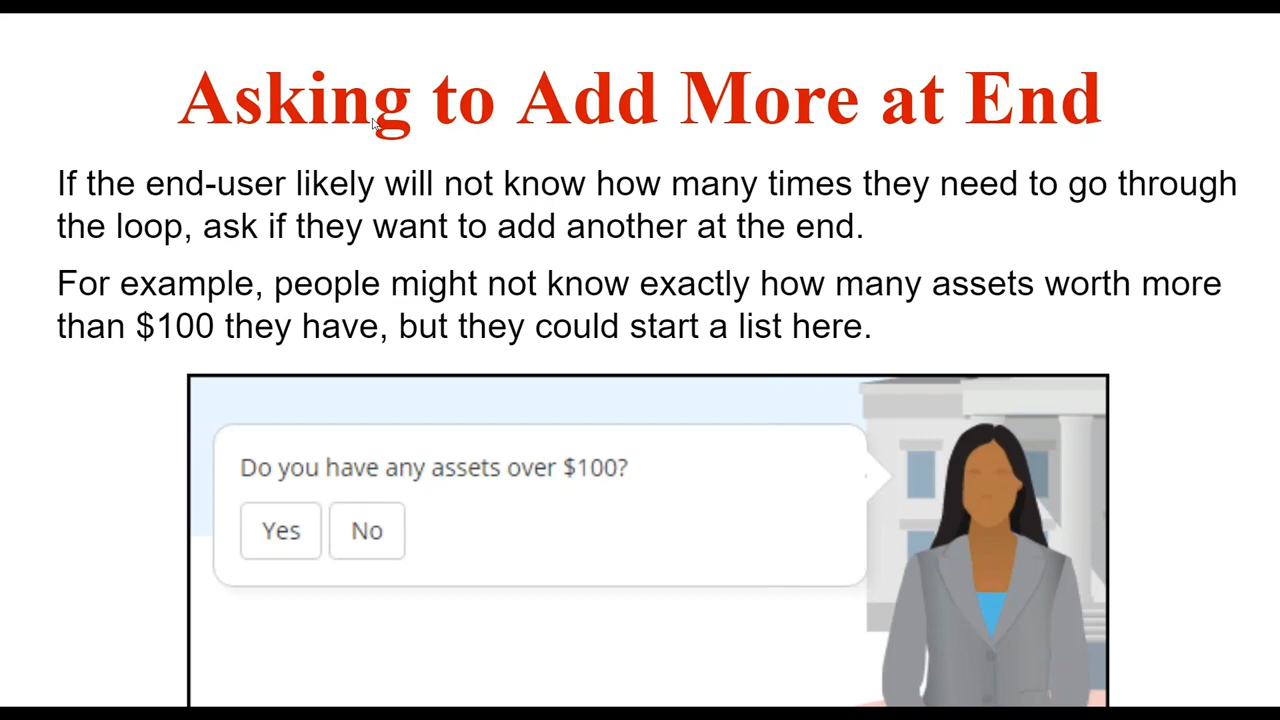 Asking to Add More at End
If the end-user likely will not know how many times they need to go through
the loop, ask if they want to add another at the end.
For example, people might not know exactly how many assets worth more
than $100 they have, but they could start a list here.
Do you have any assets over $100?
Yes No